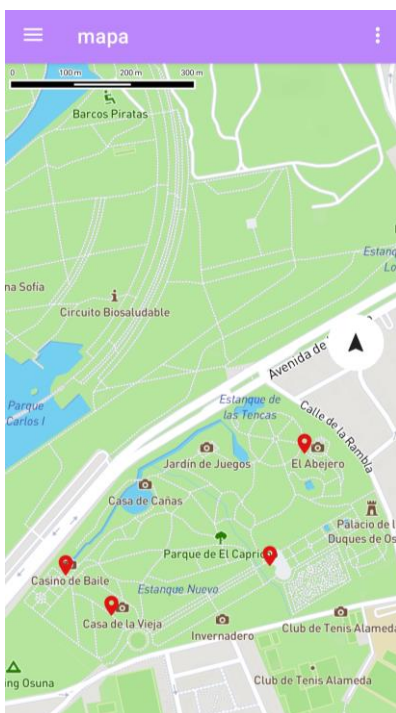 mapa
0 100 m 200 m 300 m
Barcos Piratas
Estanq
Lo
na Sofía
Circuito Biosaludable
Avenida de
Parque
Carlos I
Estanque de
las Tencas
Calle de la Rambla
Jardín de Juegos
El Abejero
Casa de Cañas
Palacio de l
Duques de Os
Parque de El Capric
Casino de Baile
Estanque Nuevo
Casa de la Vieja
Invernadero
Club de Tenis Alameda
ing Osuna
Club de Tenis Alameda